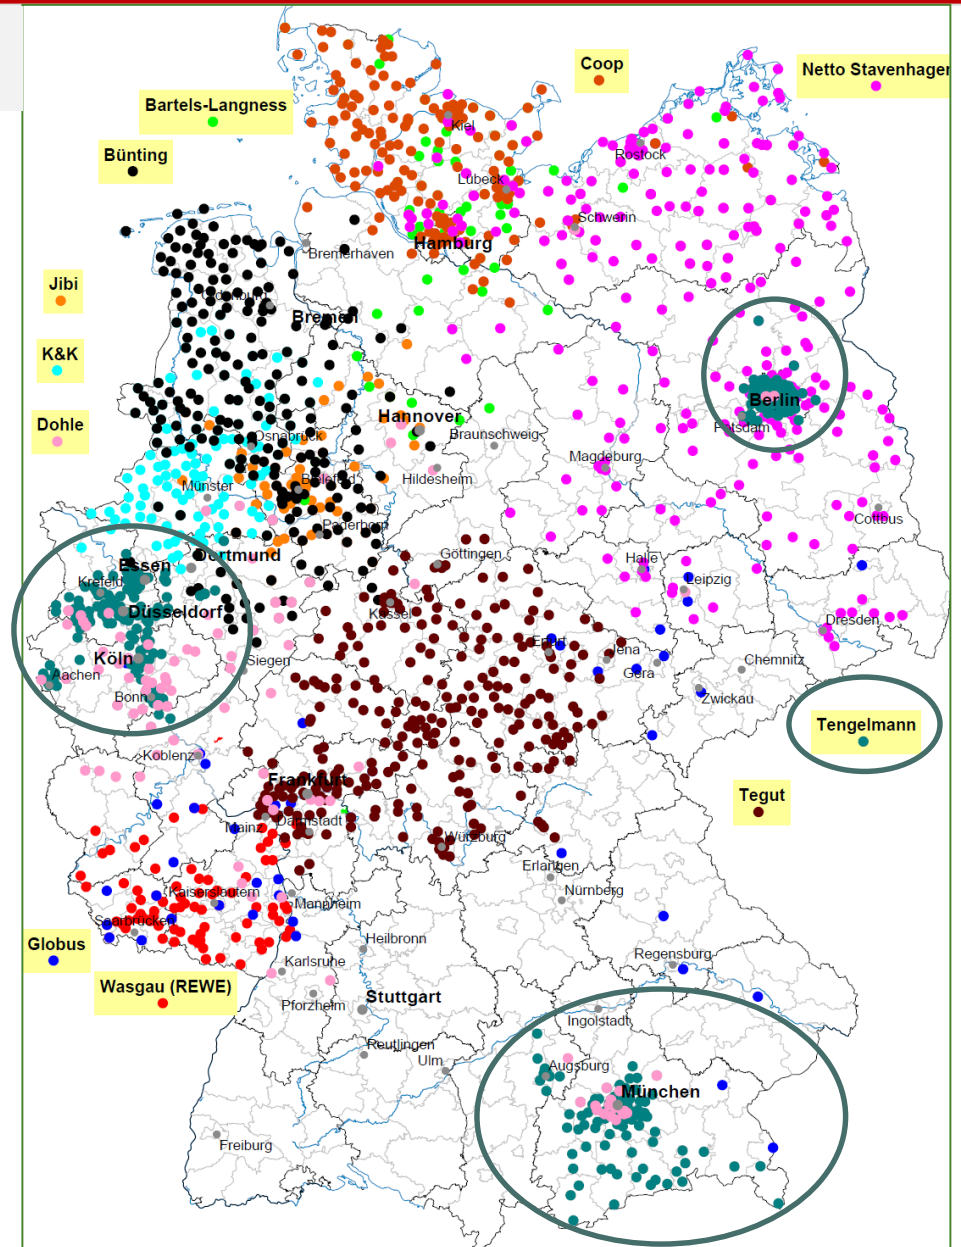 Coop
Netto Stavenhagen
Bartels-Langness
Kiel
Bünting
Rostock
Lübeck
Schwerin
Hamburg
Bremerhaven
Jibi
Oldenburg
Bremen
K&K
Berlin
Dohle
Hannover
Potsdam
Osnabrück
Braunschweig
Magdeburg
Münster
Bielefeld
Hildesheim
Paderborn
Cottbus
Dortmund
Göttingen
Essen
Halle
Krefeld
Leipzig
Düsseldorf
Kassel
Dresden
Erfurt
Jena
Köln
Siegen
Chemnitz
Aachen
Gera
Bonn
Zwickau
Tengelmann
Koblenz
Frankfurt
Tegut
Mainz
Darmstadt
Würzburg
Erlangen
Kaiserslautern
Nürnberg
Mannheim
Saarbrücken
Globus
Heilbronn
Regensburg
Karlsruhe
Wasgau (REWE)
Stuttgart
Pforzheim
Ingolstadt
Reutlingen
Ulm
Augsburg
München
Freiburg